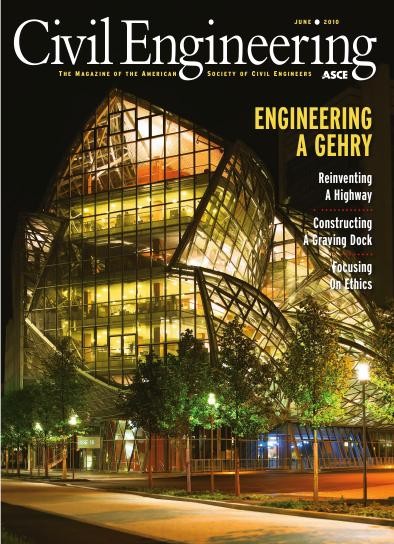 JUNE 2010
Civil Engineering
THE MAGAZINE OF THE AMERICAN SOCIETY OF CIVIL ENGINEERS ASCE
ENGINEERING
A GEHRY
Reinventing
A Highway
Constructing
A Graving Dock
Focusing
On Ethics